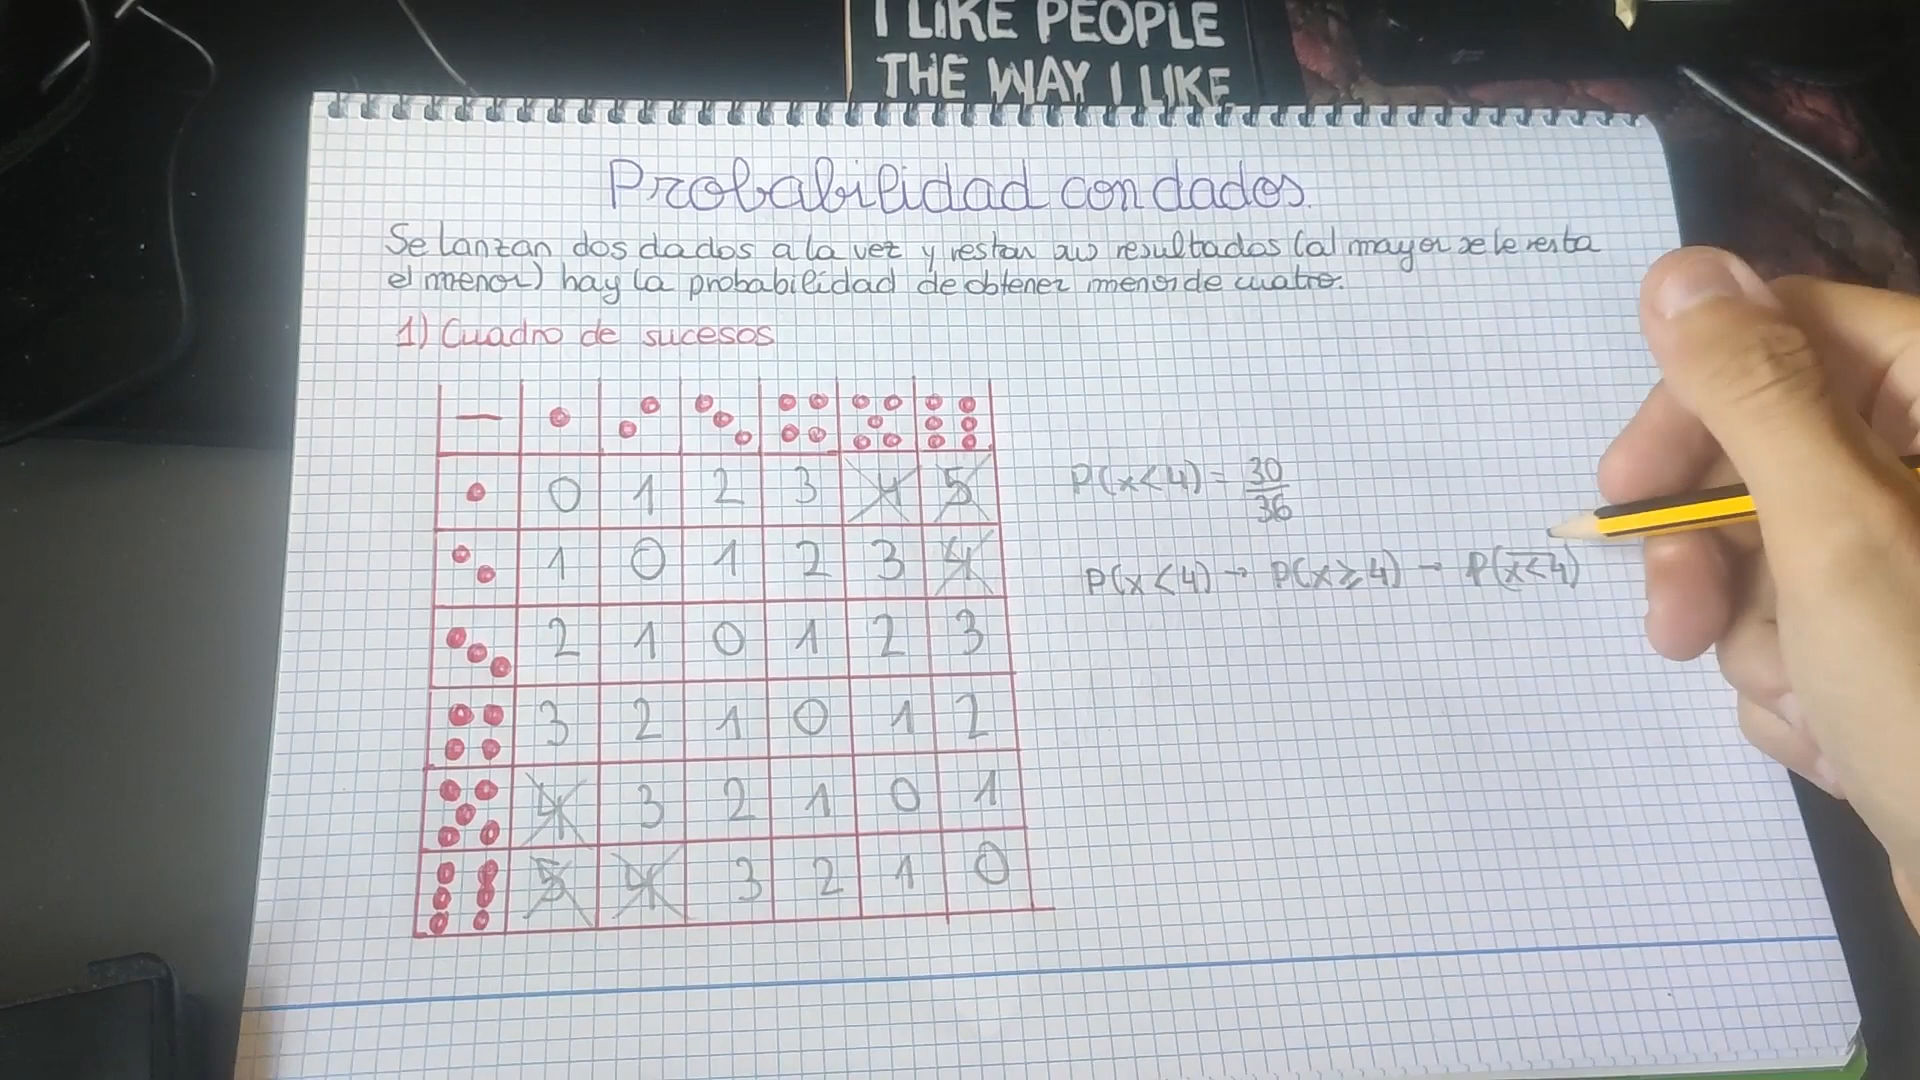 I LIKE PEOPLE
THE WAY I LIKE
Probabilidad con dados.
Se lanzan dos dados a la vez y restan sus resultados (al mayor se le resta
el menor) hay la probabilidad de obtener menor de cuatro.
1) Cuadro de sucesos
—
0 1 2 3 4 5
1 0 1 2 3 4
2 1 0 1 2 3
3 2 1 0 1 2
4 3 2 1 0 1
5 4 3 2 1 0
P(x<4) = 30/36
P(x<4) → P(x⩾4) → P(x̅<̅4̅)